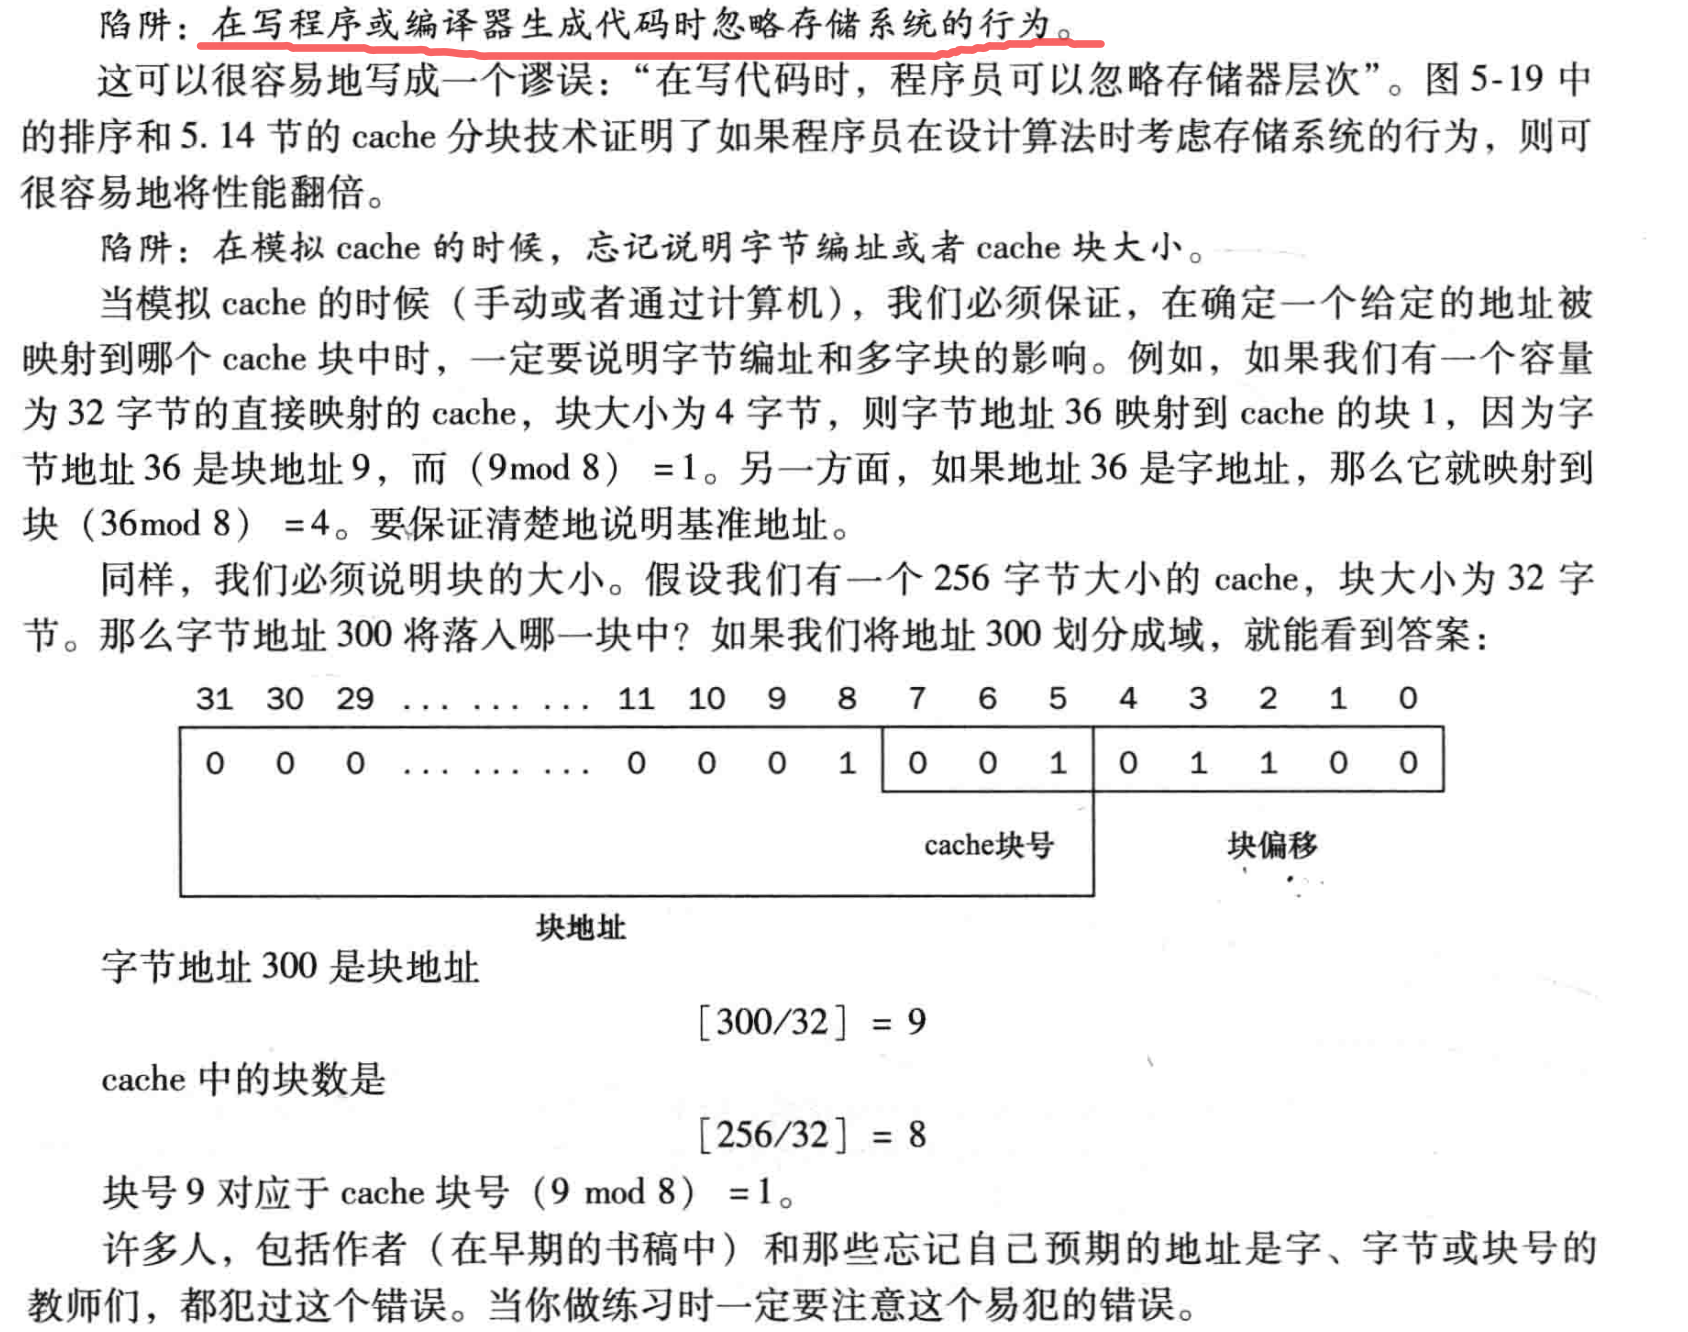 陷阱：在写程序或编译器生成代码时忽略存储系统的行为。
这可以很容易地写成一个谬误：“在写代码时，程序员可以忽略存储器层次”。图 5-19 中
的排序和 5. 14 节的 cache 分块技术证明了如果程序员在设计算法时考虑存储系统的行为，则可
很容易地将性能翻倍。
陷阱：在模拟 cache 的时候，忘记说明字节编址或者 cache 块大小。
当模拟 cache 的时候（手动或者通过计算机），我们必须保证，在确定一个给定的地址被
映射到哪个 cache 块中时，一定要说明字节编址和多字块的影响。例如，如果我们有一个容量
为 32 字节的直接映射的 cache，块大小为 4 字节，则字节地址 36 映射到 cache 的块 1，因为字
节地址 36 是块地址 9，而（9mod 8） =1。另一方面，如果地址 36 是字地址，那么它就映射到
块（36mod 8） =4。要保证清楚地说明基准地址。
同样，我们必须说明块的大小。假设我们有一个 256 字节大小的 cache，块大小为 32 字
节。那么字节地址 300 将落入哪一块中？如果我们将地址 300 划分成域，就能看到答案：
31 30 29 ... ... ... 11 10 9 8 7 6 5 4 3 2 1 0
0 0 0 ... ... ... 0 0 0 1 0 0 1 0 1 1 0 0
cache块号 块偏移
块地址
字节地址 300 是块地址
[300/32] = 9
cache 中的块数是
[256/32] = 8
块号 9 对应于 cache 块号（9 mod 8） =1。
许多人，包括作者（在早期的书稿中）和那些忘记自己预期的地址是字、字节或块号的
教师们，都犯过这个错误。当你做练习时一定要注意这个易犯的错误。